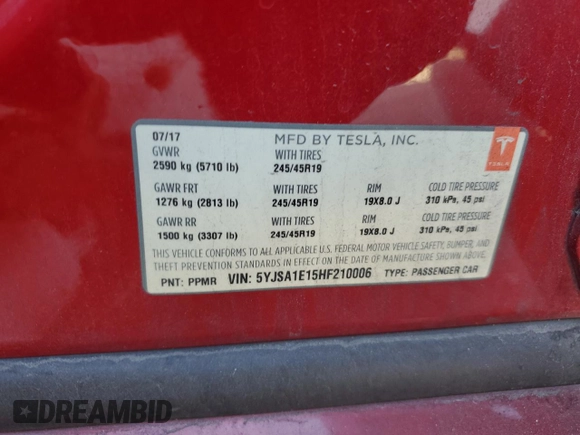 07/17
MFD BY TESLA, INC.
GVWR WITH TIRES
2590 kg (5710 lb) 245/45R19
TESLA
GAWR FRT WITH TIRES RIM COLD TIRE PRESSURE
1276 kg (2813 lb) 245/45R19 19X8.0 J 310 kPa, 45 psi
GAWR RR WITH TIRES RIM COLD TIRE PRESSURE
1500 kg (3307 lb) 245/45R19 19X8.0 J 310 kPa, 45 psi
THIS VEHICLE CONFORMS TO ALL APPLICABLE U.S. FEDERAL MOTOR VEHICLE SAFETY, BUMPER, AND
THEFT PREVENTION STANDARDS IN EFFECT ON THE DATE OF MANUFACTURE SHOWN ABOVE.
PNT: PPMR VIN: 5YJSA1E15HF210006 TYPE: PASSENGER CAR
DREAMBID